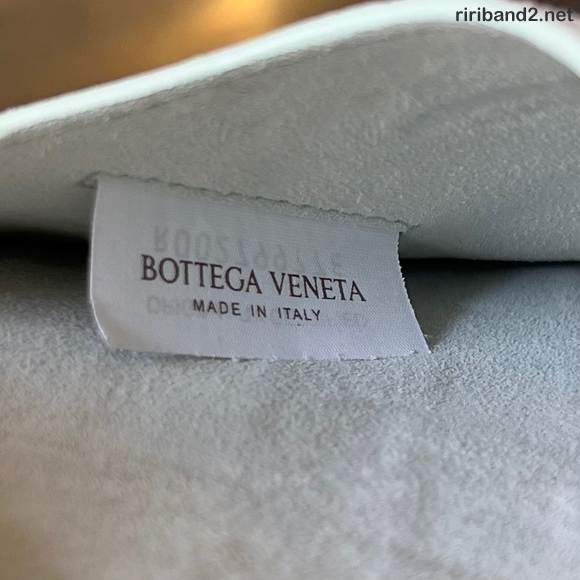 ririband2.net
BOTTEGA VENETA
MADE IN ITALY